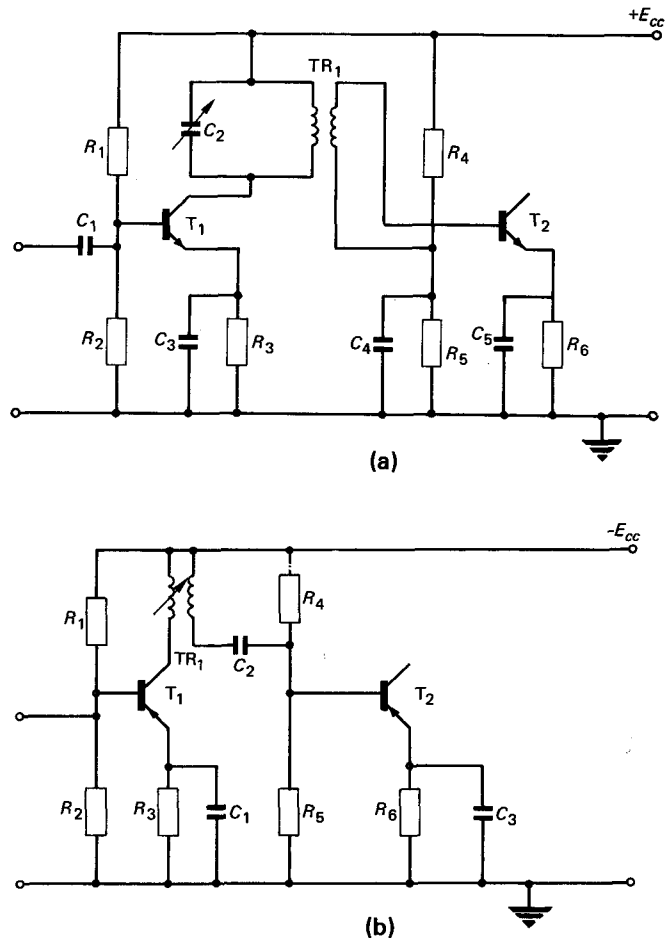 +Ecc
TR1
C2
R1
R4
C1
T1
T2
R2
C3
R3
C4
R5
C5
R6
(a)
-Ecc
R1
R4
TR1
C2
T1
T2
R2
R3
C1
R5
R6
C3
(b)